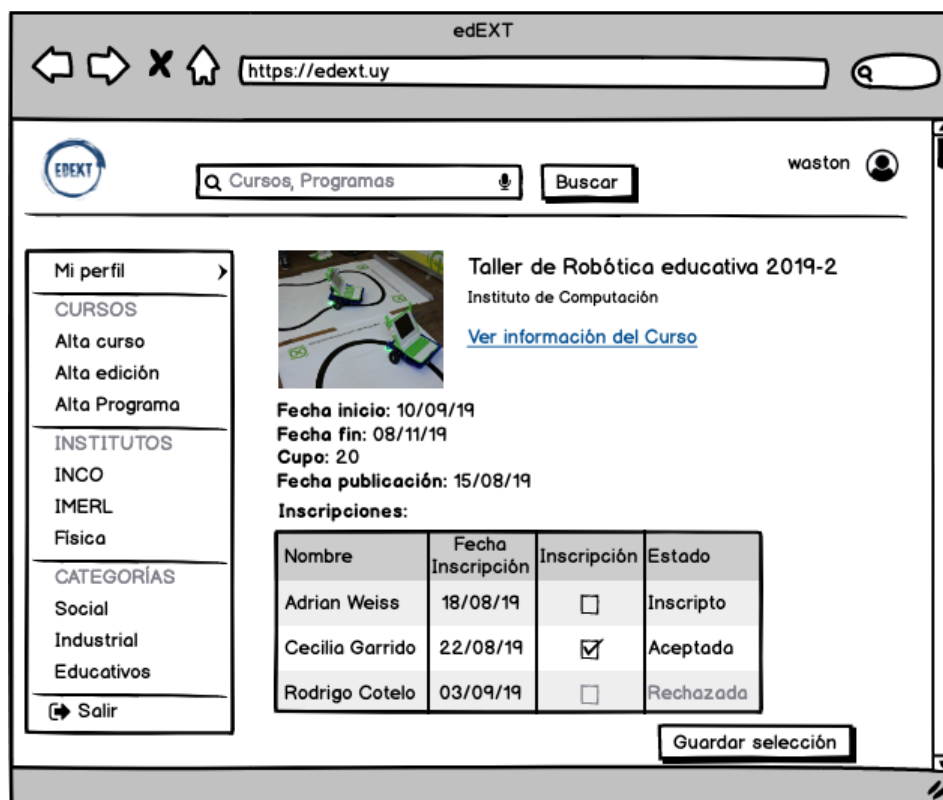 edEXT
https://edext.uy
EDEXT
Cursos, Programas
Buscar
waston
Mi perfil
CURSOS
Alta curso
Alta edición
Alta Programa
INSTITUTOS
INCO
IMERL
Física
CATEGORÍAS
Social
Industrial
Educativos
Salir
Taller de Robótica educativa 2019-2
Instituto de Computación
Ver información del Curso
Fecha inicio: 10/09/19
Fecha fin: 08/11/19
Cupo: 20
Fecha publicación: 15/08/19
Inscripciones:
Nombre Fecha Inscripción Inscripción Estado
Adrian Weiss 18/08/19 Inscripto
Cecilia Garrido 22/08/19 Aceptada
Rodrigo Cotelo 03/09/19 Rechazada
Guardar selección